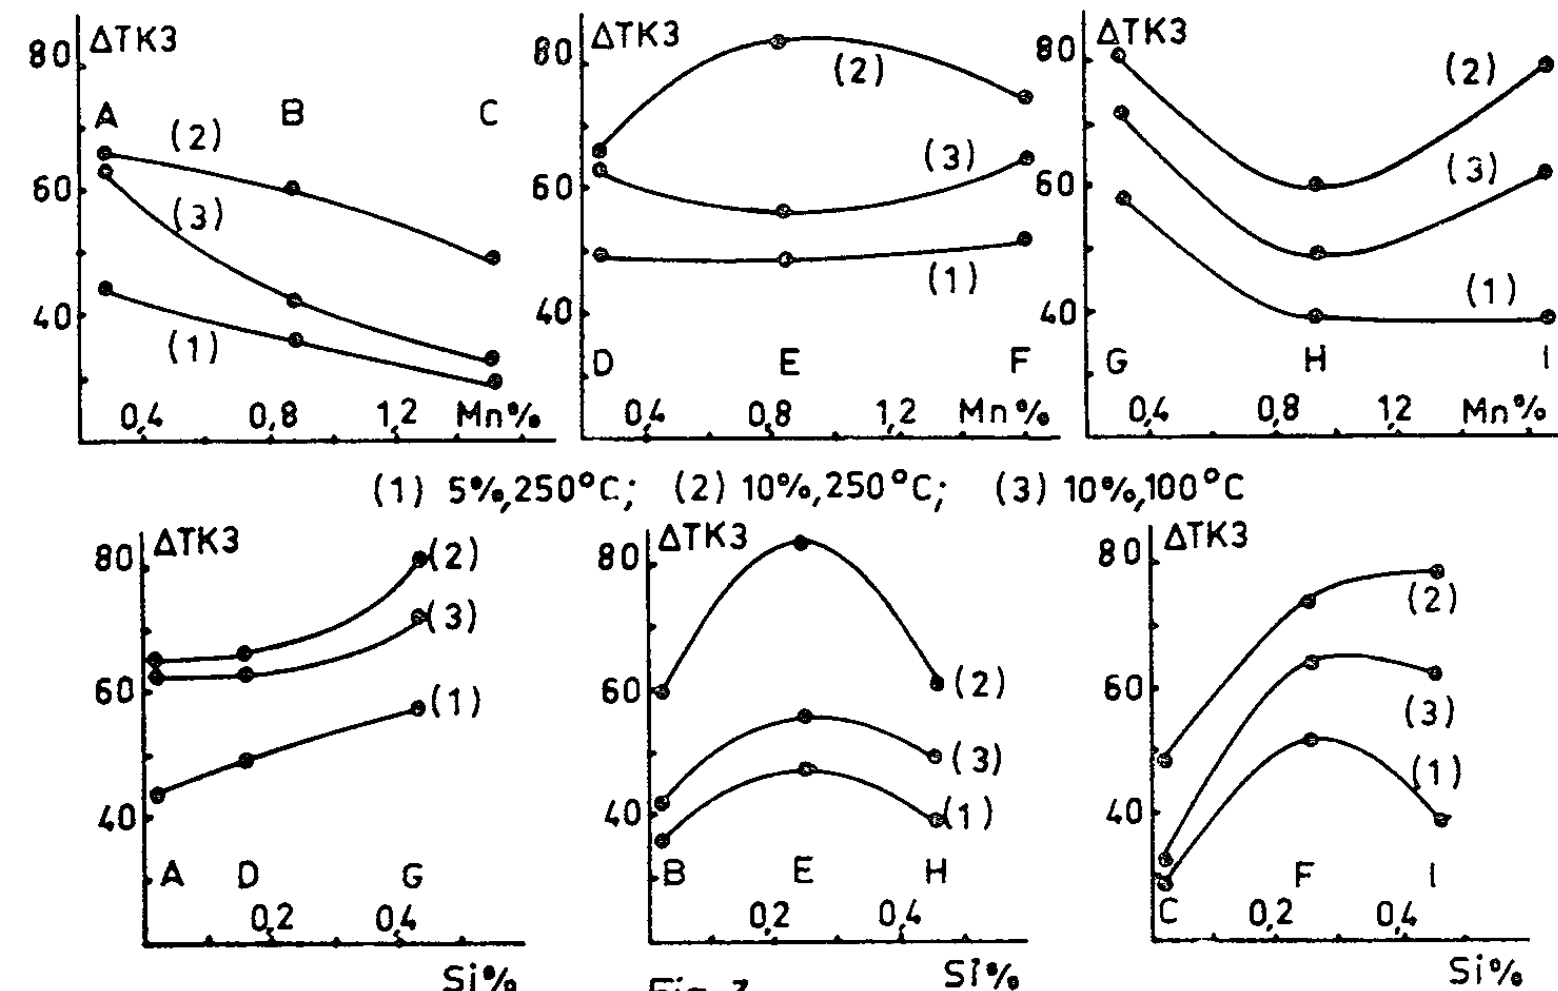 ΔTK3 ΔTK3 ΔTK3
80 80 80
A B C (2) (2) (2)
(3) (3) (3)
60 60 60
40 40 40
(1) (1) (1)
D E F G H I
0,4 0,8 1,2 Mn% 0,4 0,8 1,2 Mn% 0,4 0,8 1,2 Mn%
(1) 5%,250°C; (2) 10%,250°C; (3) 10%,100°C
ΔTK3 ΔTK3 ΔTK3
80 (2) 80 80 (2)
(3)
60 (1) 60 (2) 60 (3)
(3) (1)
40 40 (1) 40
A D G B E H C F I
0,2 0,4 0,2 0,4 0,2 0,4
Si% Si% Si%